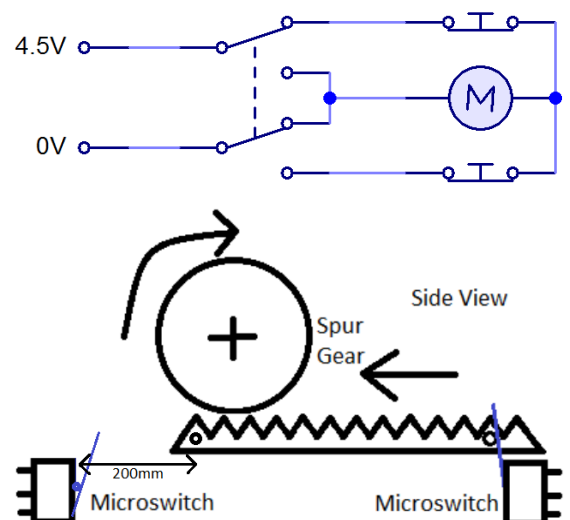 4.5V
M
0V
Side View
Spur
Gear
200mm
Microswitch
Microswitch